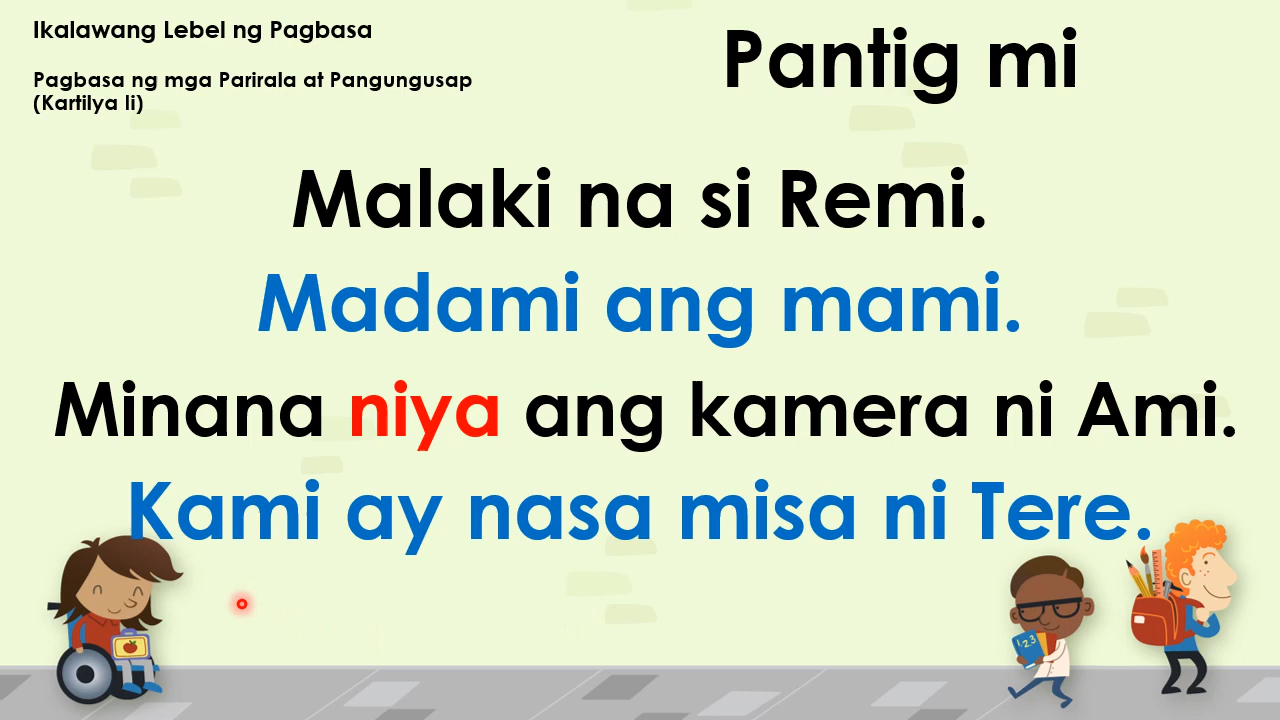 Ikalawang Lebel ng Pagbasa
Pagbasa ng mga Parirala at Pangungusap
(Kartilya Ii)
Pantig mi
Malaki na si Remi.
Madami ang mami.
Minana niya ang kamera ni Ami.
Kami ay nasa misa ni Tere.
123